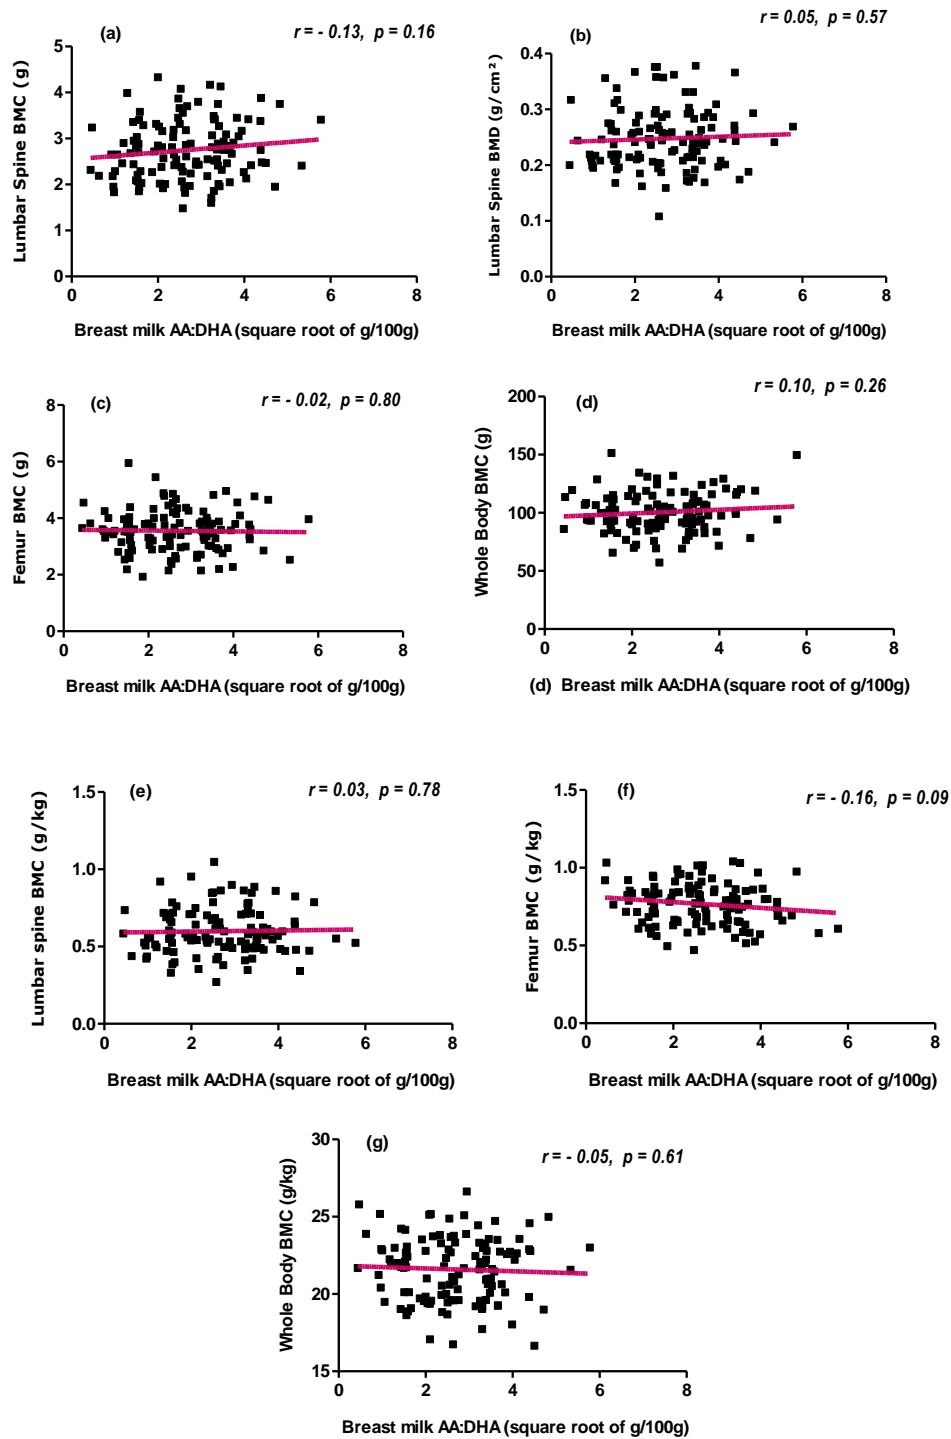 (a)
r = - 0.13, p = 0.16
5
4
3
2
1
0
Lumbar Spine BMC (g)
0 2 4 6 8
Breast milk AA:DHA (square root of g/100g)
(b)
r = 0.05, p = 0.57
0.4
0.3
0.2
0.1
0.0
Lumbar Spine BMD (g/cm²)
0 2 4 6 8
Breast milk AA:DHA (square root of g/100g)
(c)
r = - 0.02, p = 0.80
8
6
4
2
0
Femur BMC (g)
0 2 4 6 8
Breast milk AA:DHA (square root of g/100g)
(d)
r = 0.10, p = 0.26
200
150
100
50
0
Whole Body BMC (g)
0 2 4 6 8
(d) Breast milk AA:DHA (square root of g/100g)
(e)
r = 0.03, p = 0.78
1.5
1.0
0.5
0.0
Lumbar spine BMC (g/kg)
0 2 4 6 8
Breast milk AA:DHA (square root of g/100g)
(f)
r = - 0.16, p = 0.09
1.5
1.0
0.5
0.0
Femur BMC (g/kg)
0 2 4 6 8
Breast milk AA:DHA (square root of g/100g)
(g)
r = - 0.05, p = 0.61
30
25
20
15
Whole Body BMC (g/kg)
0 2 4 6 8
Breast milk AA:DHA (square root of g/100g)